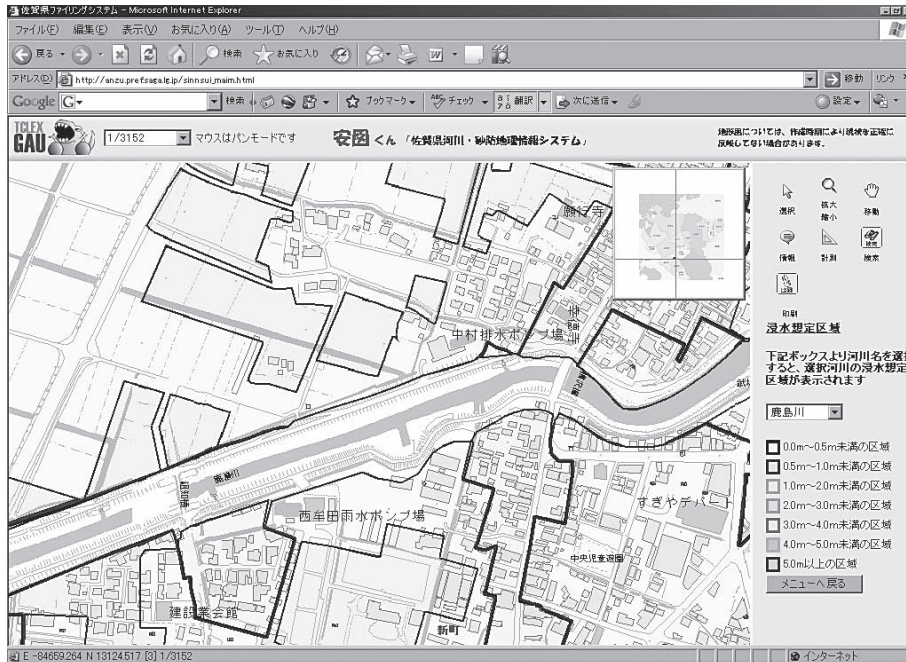 佐賀県ファイリングシステム - Microsoft Internet Explorer
ファイル(F) 編集(E) 表示(V) お気に入り(A) ツール(T) ヘルプ(H)
戻る 検索 お気に入り
アドレス(D) http://anzu.pref.saga.lg.jp/sinnsui_maim.html 移動 リンク
Google G 検索 ブックマーク チェック 翻訳 次に送信 設定
TCLEX
GAU 1/3152 マウスはパンモードです 安図くん 「佐賀県河川・砂防地理情報システム」
地形図については、作成時期により現状を正確に
反映してない場合があります。
願行寺
中村排水ポンプ場
鹿島川
西牟田雨水ポンプ場
すぎやデパート
中央児童遊園
建設業会館
新町
選択 拡大
縮小 移動
情報 計測 検索
印刷
浸水想定区域
下記ボックスより河川名を選
すると、選択河川の浸水想定
区域が表示されます
鹿島川
0.0m～0.5m未満の区域
0.5m～1.0m未満の区域
1.0m～2.0m未満の区域
2.0m～3.0m未満の区域
3.0m～4.0m未満の区域
4.0m～5.0m未満の区域
5.0m以上の区域
メニューへ戻る
E -84659.264 N 13124.517 [3] 1/3152 インターネット